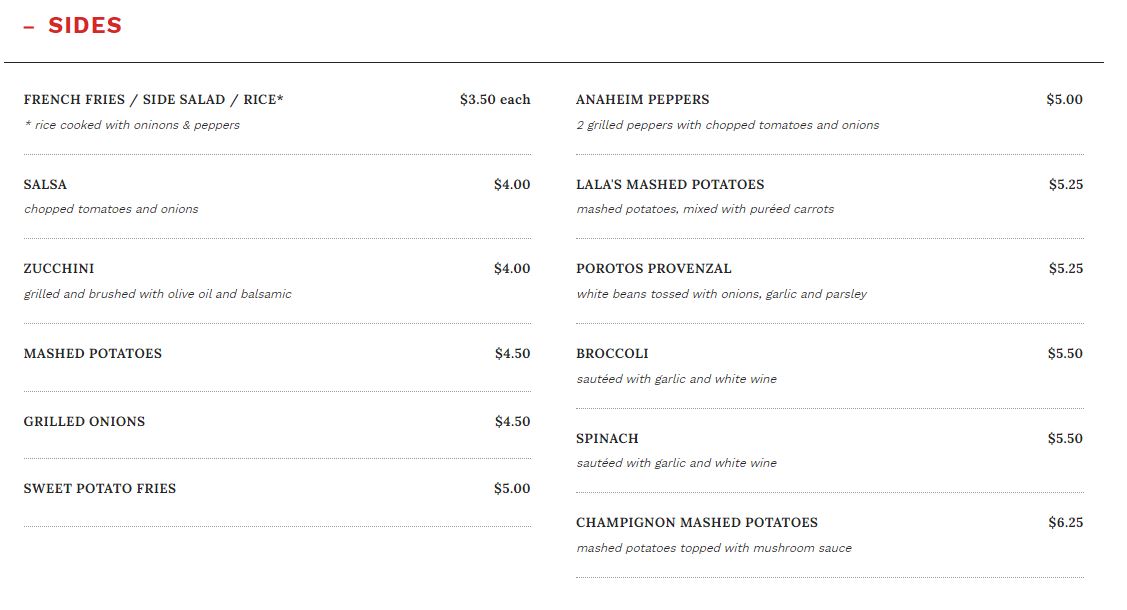 – SIDES
FRENCH FRIES / SIDE SALAD / RICE* $3.50 each
* rice cooked with oninons & peppers
SALSA $4.00
chopped tomatoes and onions
ZUCCHINI $4.00
grilled and brushed with olive oil and balsamic
MASHED POTATOES $4.50
GRILLED ONIONS $4.50
SWEET POTATO FRIES $5.00
ANAHEIM PEPPERS $5.00
2 grilled peppers with chopped tomatoes and onions
LALA'S MASHED POTATOES $5.25
mashed potatoes, mixed with puréed carrots
POROTOS PROVENZAL $5.25
white beans tossed with onions, garlic and parsley
BROCCOLI $5.50
sautéed with garlic and white wine
SPINACH $5.50
sautéed with garlic and white wine
CHAMPIGNON MASHED POTATOES $6.25
mashed potatoes topped with mushroom sauce